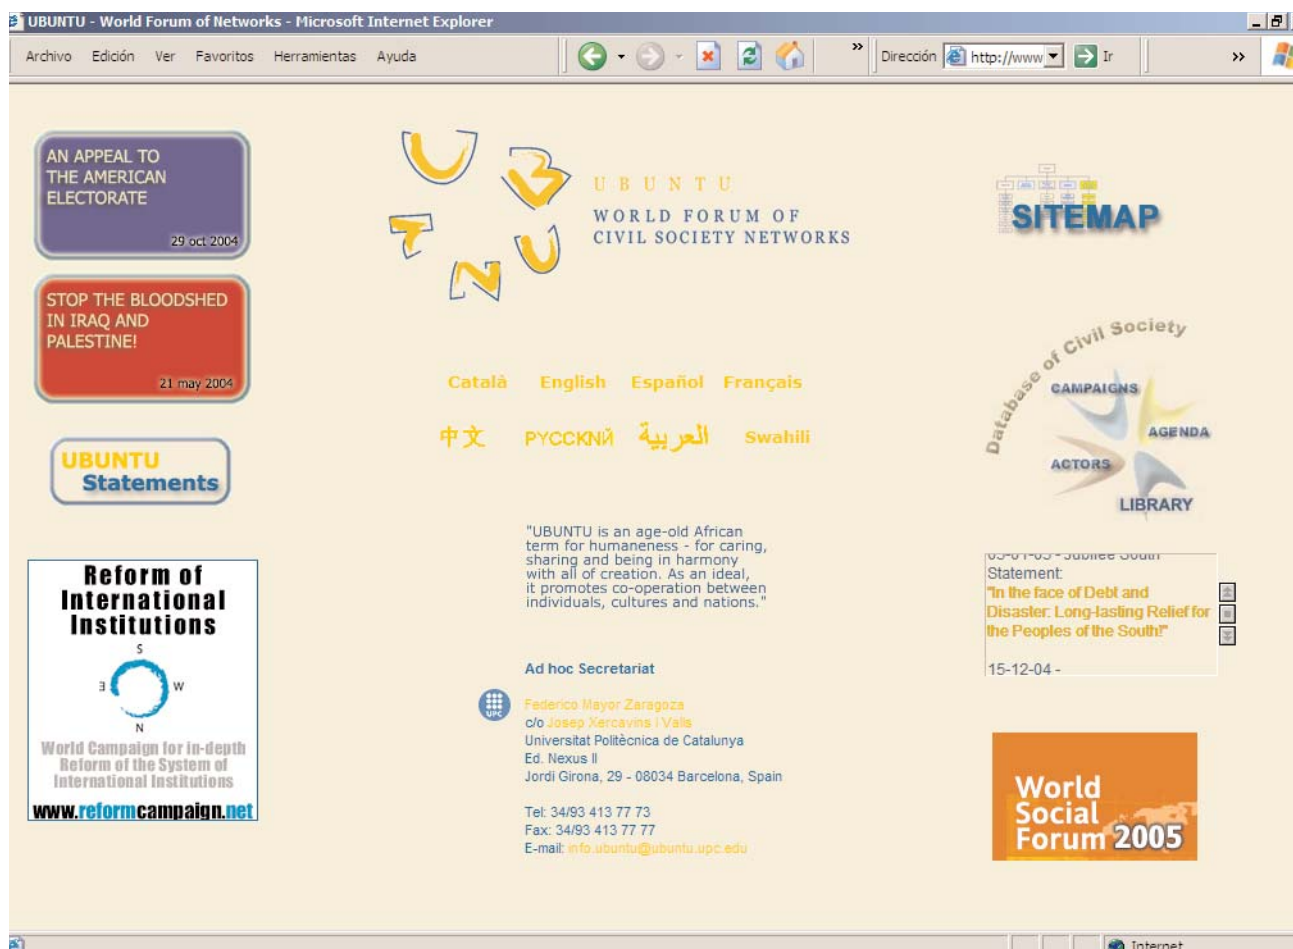 UBUNTU - World Forum of Networks - Microsoft Internet Explorer
Archivo Edición Ver Favoritos Herramientas Ayuda
Dirección http://www Ir
AN APPEAL TO
THE AMERICAN
ELECTORATE
29 oct 2004
STOP THE BLOODSHED
IN IRAQ AND
PALESTINE!
21 may 2004
UBUNTU
Statements
Reform of
International
Institutions
S
E W
N
World Campaign for in-depth
Reform of the System of
International Institutions
www.reformcampaign.net
U B
T N U
UBUNTU
WORLD FORUM OF
CIVIL SOCIETY NETWORKS
Català English Español Français
中文 РУССКNЙ العربية Swahili
"UBUNTU is an age-old African
term for humaneness - for caring,
sharing and being in harmony
with all of creation. As an ideal,
it promotes co-operation between
individuals, cultures and nations."
Ad hoc Secretariat
UPC
Federico Mayor Zaragoza
c/o Josep Xercavins i Valls
Universitat Politècnica de Catalunya
Ed. Nexus II
Jordi Girona, 29 - 08034 Barcelona, Spain
Tel: 34/93 413 77 73
Fax: 34/93 413 77 77
E-mail: info.ubuntu@ubuntu.upc.edu
SITEMAP
Database of Civil Society
CAMPAIGNS
AGENDA
ACTORS
LIBRARY
05-01-05 - Jubilee South
Statement:
"In the face of Debt and
Disaster: Long-lasting Relief for
the Peoples of the South!"
15-12-04 -
World
Social
Forum 2005
Internet